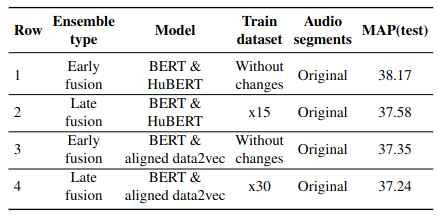 Row Ensemble type Model Train dataset Audio segments MAP(test)
1 Early fusion BERT & HuBERT Without changes Original 38.17
2 Late fusion BERT & HuBERT x15 Original 37.58
3 Early fusion BERT & aligned data2vec Without changes Original 37.35
4 Late fusion BERT & aligned data2vec x30 Original 37.24